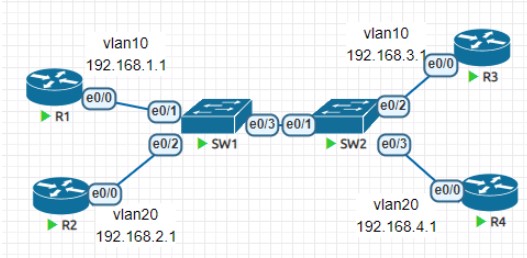 vlan10
192.168.1.1
vlan10
192.168.3.1
e0/0
R3
e0/0
R1
e0/1
e0/2
e0/3
e0/1
SW1
SW2
e0/2
e0/3
e0/0
R2
vlan20
192.168.2.1
vlan20
192.168.4.1
e0/0
R4